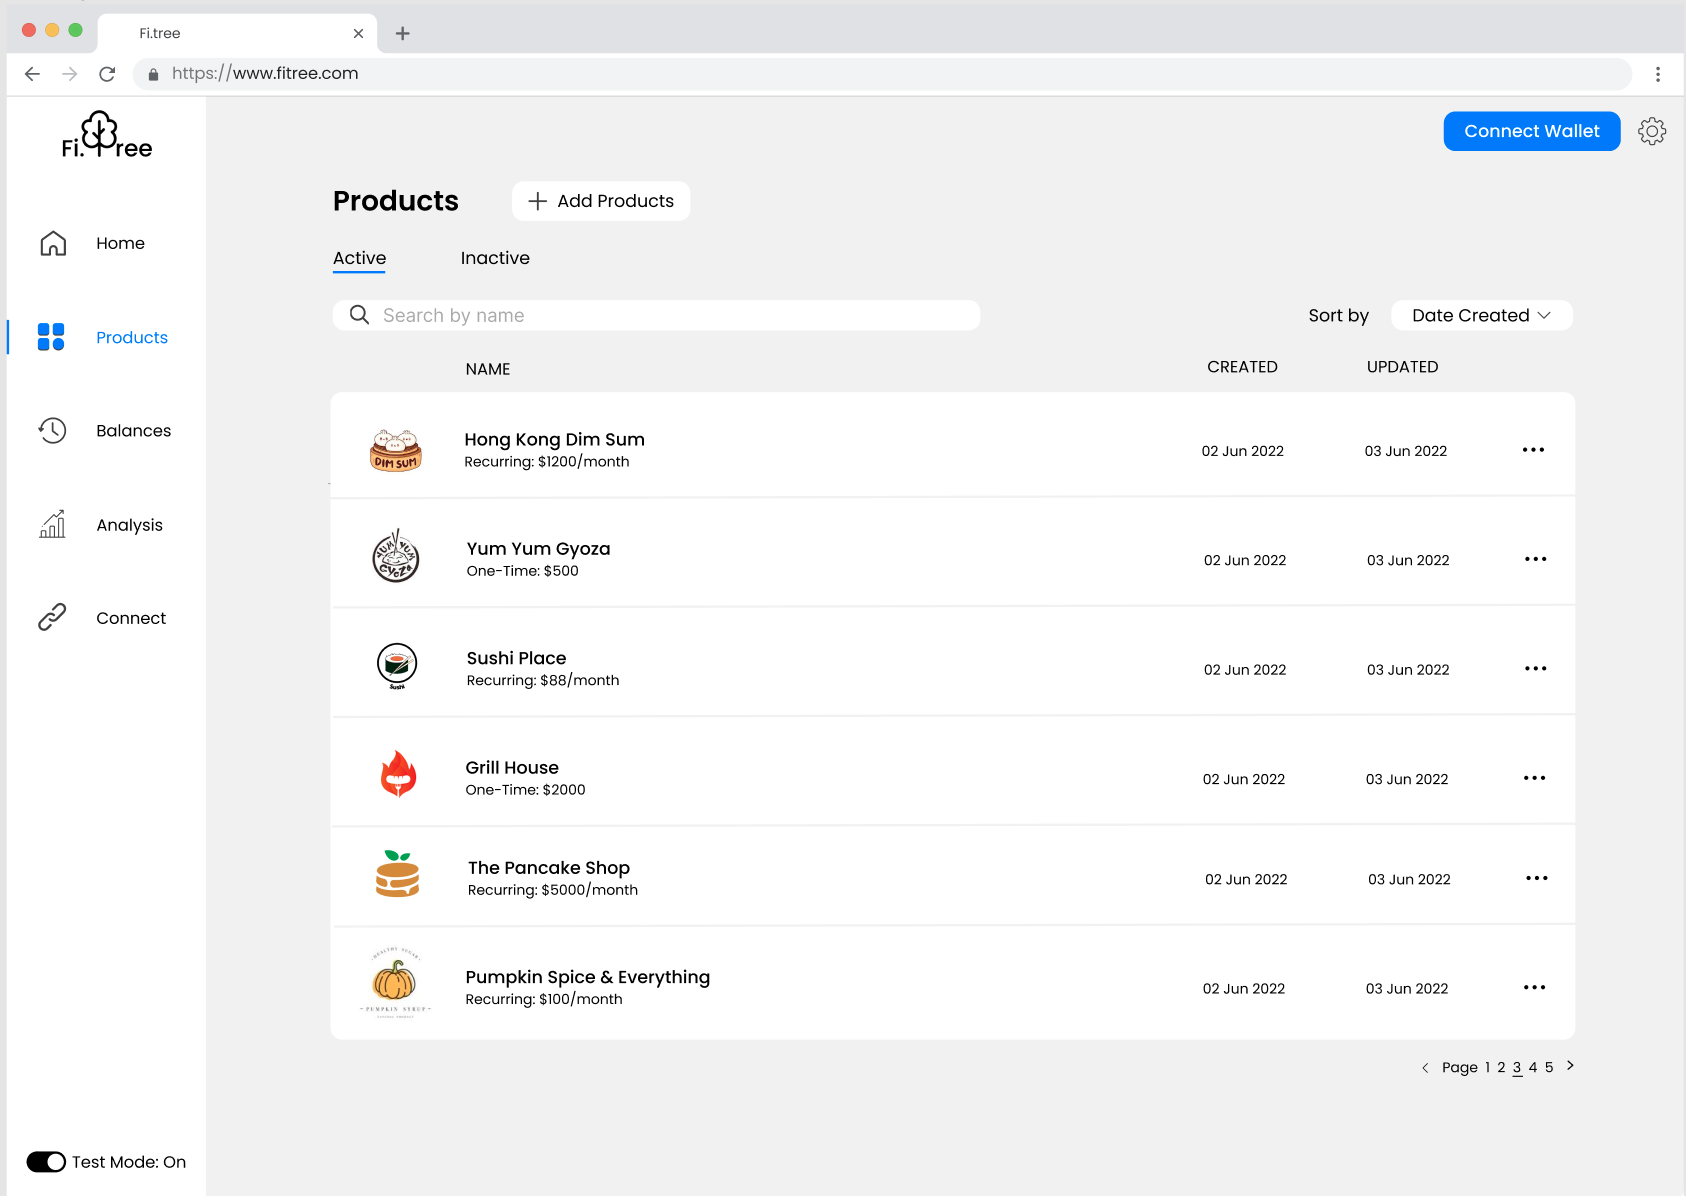 Fi.tree
https://www.fitree.com
Fi.Tree
Connect Wallet
Products
Add Products
Home
Active
Inactive
Search by name
Sort by
Date Created
Products
NAME
CREATED
UPDATED
Balances
DIM SUM
Hong Kong Dim Sum
Recurring: $1200/month
02 Jun 2022
03 Jun 2022
Analysis
YUM YUM
GYOZA
Yum Yum Gyoza
One-Time: $500
02 Jun 2022
03 Jun 2022
Connect
Sushi
Sushi Place
Recurring: $88/month
02 Jun 2022
03 Jun 2022
Grill House
One-Time: $2000
02 Jun 2022
03 Jun 2022
The Pancake Shop
Recurring: $5000/month
02 Jun 2022
03 Jun 2022
HEALTHY SUGAR
PUMPKIN SYRUP
Pumpkin Spice & Everything
Recurring: $100/month
02 Jun 2022
03 Jun 2022
Page 1 2 3 4 5
Test Mode: On